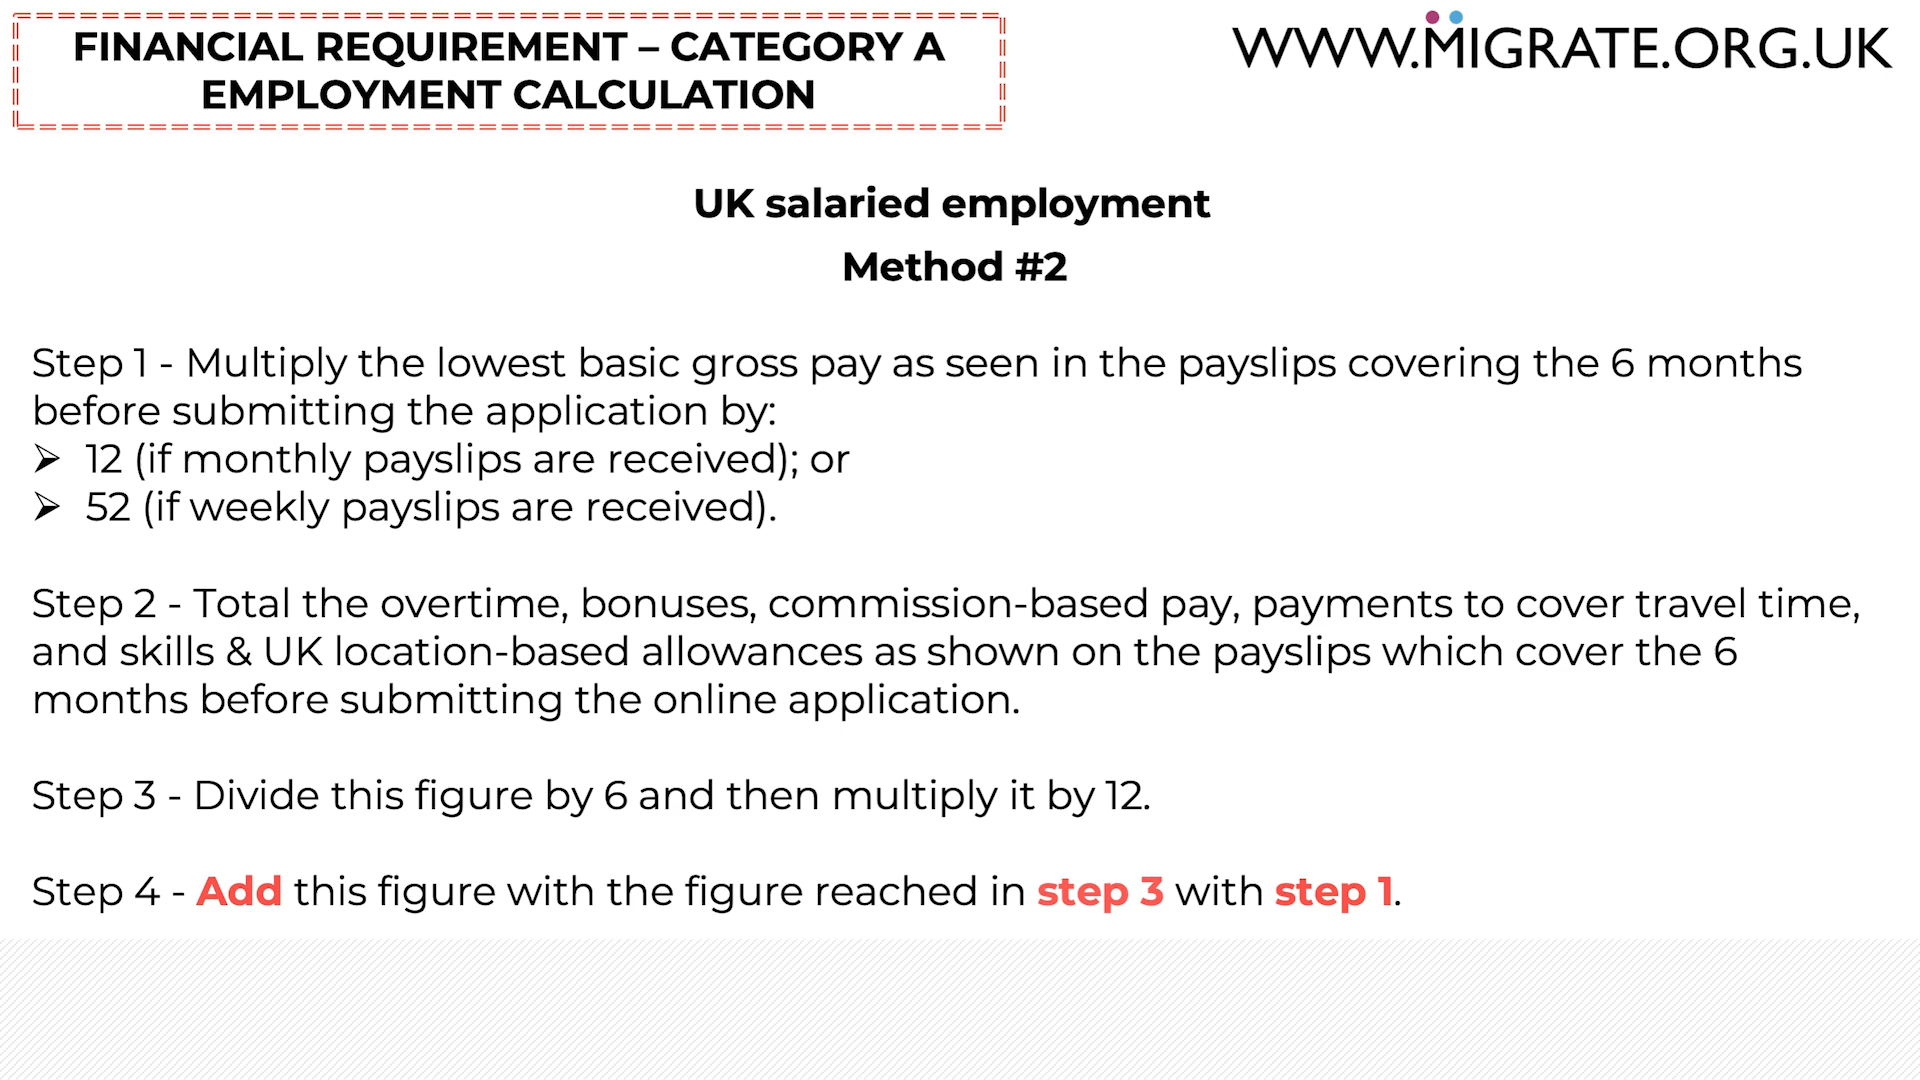 FINANCIAL REQUIREMENT – CATEGORY A
EMPLOYMENT CALCULATION
WWW.MIGRATE.ORG.UK
UK salaried employment
Method #2
Step 1 - Multiply the lowest basic gross pay as seen in the payslips covering the 6 months
before submitting the application by:
➢ 12 (if monthly payslips are received); or
➢ 52 (if weekly payslips are received).
Step 2 - Total the overtime, bonuses, commission-based pay, payments to cover travel time,
and skills & UK location-based allowances as shown on the payslips which cover the 6
months before submitting the online application.
Step 3 - Divide this figure by 6 and then multiply it by 12.
Step 4 - Add this figure with the figure reached in step 3 with step 1.